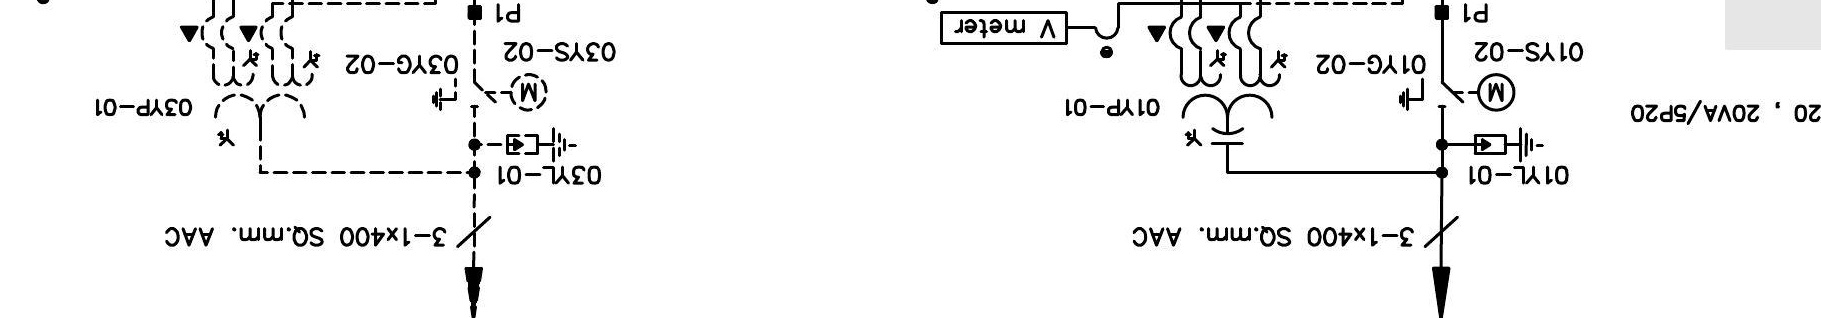 3-1x400 SQ.mm. AAC
3-1x400 SQ.mm. AAC
01YL-01
03YL-01
20 , 20VA/5P20
01YP-01
03YP-01
M
M
01YG-02
03YG-02
01YS-02
03YS-02
V meter
P1
P1